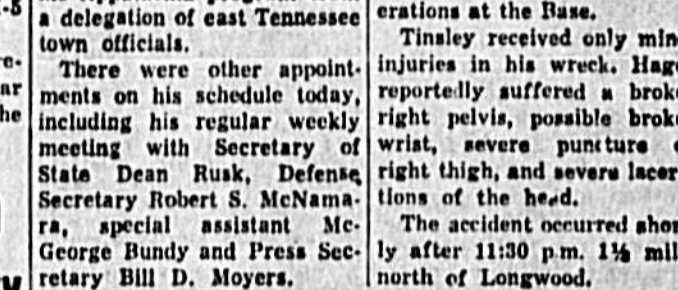 a delegation of east Tennessee
town officials.
There were other appoint-
ments on his schedule today,
including his regular weekly
meeting with Secretary of
State Dean Rusk, Defense
Secretary Robert S. McNama-
ra, special assistant Mc-
George Bundy and Press Sec-
retary Bill D. Moyers.
erations at the Base.
Tinsley received only min
injuries in his wreck. Hag
reportedly suffered a brok
right pelvis, possible brok
wrist, severe puncture
right thigh, and severe lacer
tions of the head.
The accident occurred shor
ly after 11:30 p.m. 1½ mil
north of Longwood.